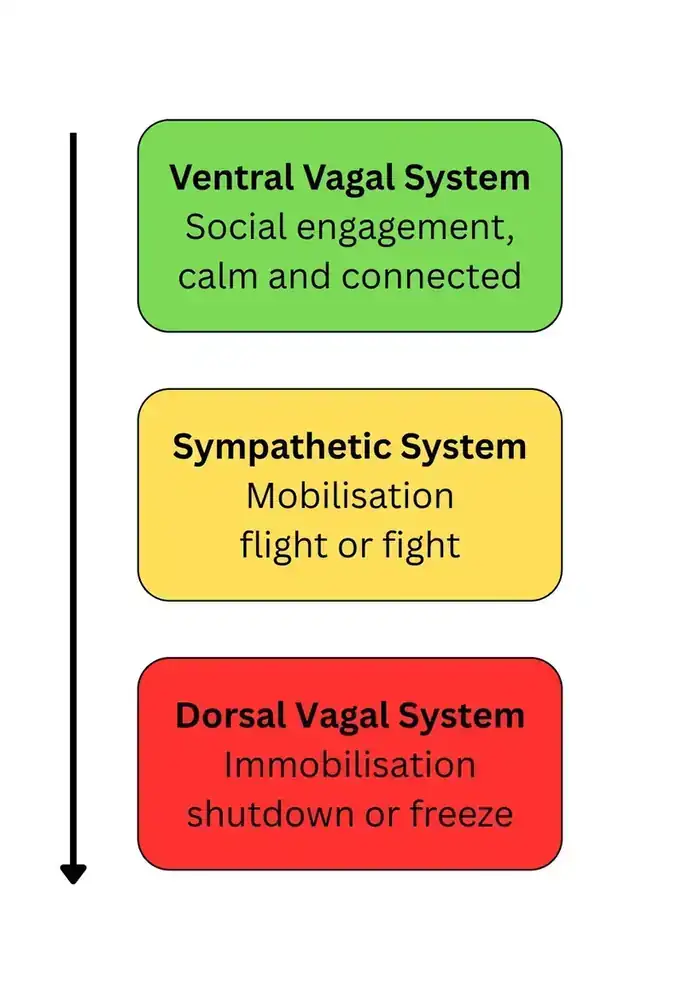 Ventral Vagal System
Social engagement,
calm and connected
Sympathetic System
Mobilisation
flight or fight
Dorsal Vagal System
Immobilisation
shutdown or freeze